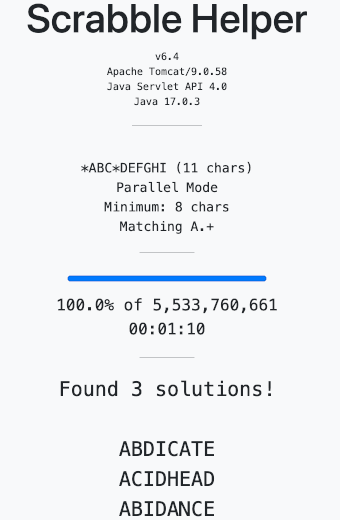 Scrabble Helper
v6.4
Apache Tomcat/9.0.58
Java Servlet API 4.0
Java 17.0.3
*ABC*DEFGHI (11 chars)
Parallel Mode
Minimum: 8 chars
Matching A.+
100.0% of 5,533,760,661
00:01:10
Found 3 solutions!
ABDICATE
ACIDHEAD
ABIDANCE